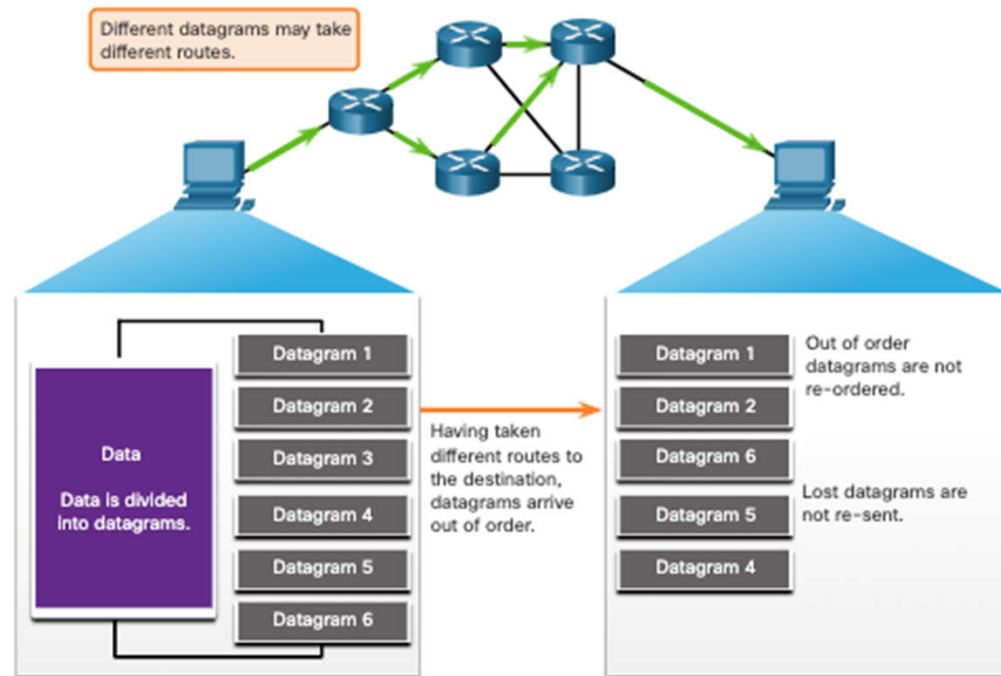 Different datagrams may take
different routes.
Data
Data is divided
into datagrams.
Datagram 1
Datagram 2
Datagram 3
Datagram 4
Datagram 5
Datagram 6
Having taken
different routes to
the destination,
datagrams arrive
out of order.
Datagram 1
Datagram 2
Datagram 6
Datagram 5
Datagram 4
Out of order
datagrams are not
re-ordered.
Lost datagrams are
not re-sent.